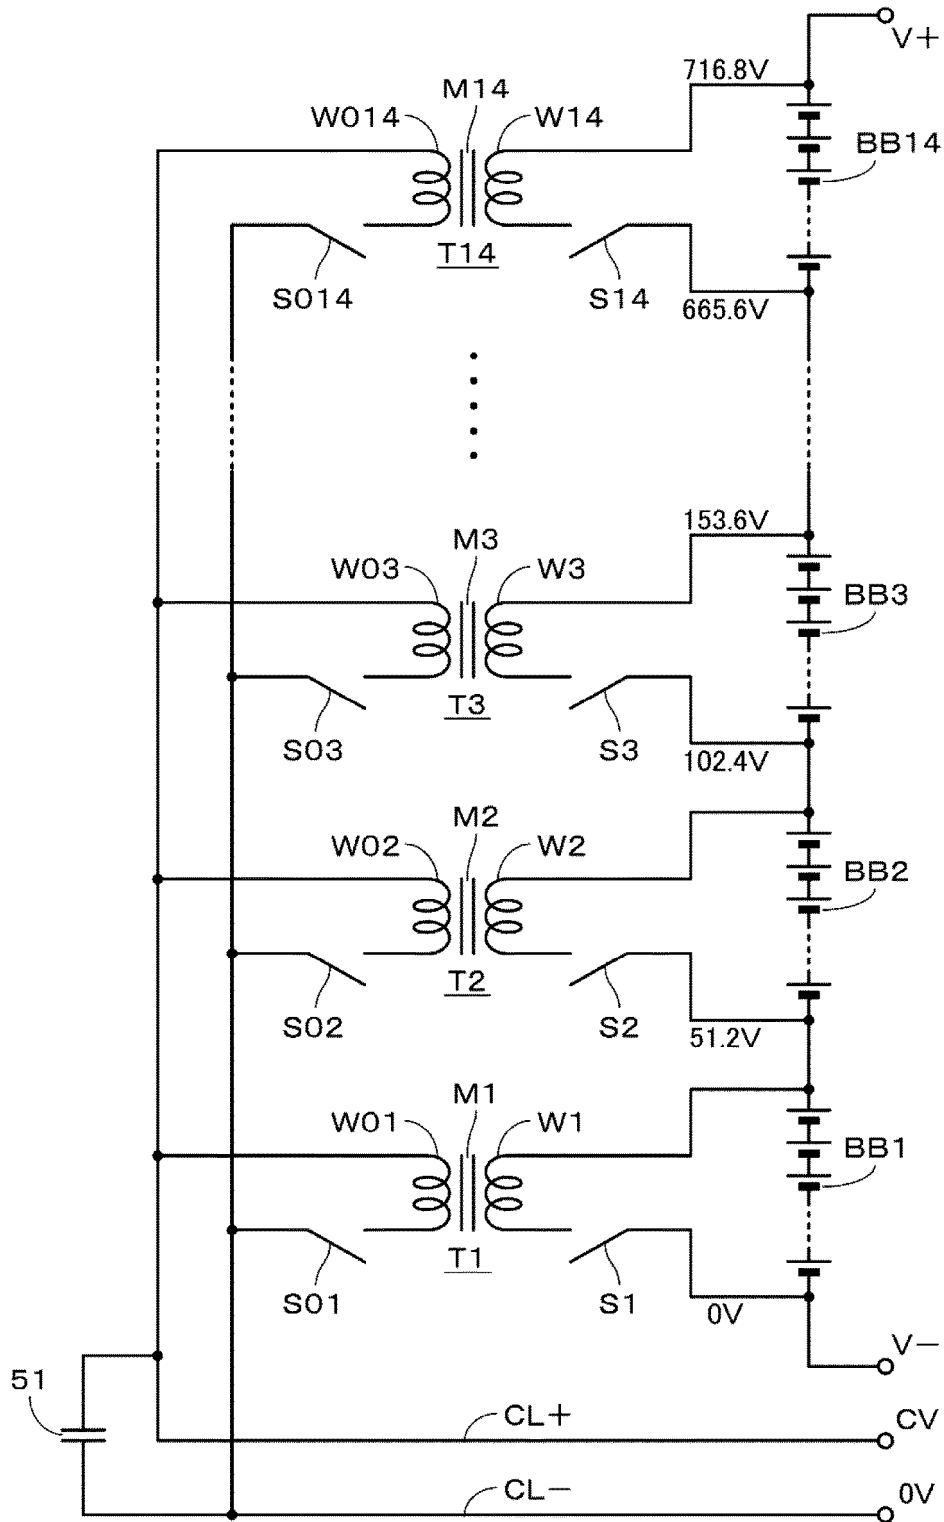 V+
716.8V
M14
W014 W14
BB14
T14
S014 S14
665.6V
153.6V
M3
W03 W3
BB3
T3
S03 S3
102.4V
M2
W02 W2
BB2
T2
S02 S2
51.2V
M1
W01 W1
BB1
T1
S01 S1
0V
V−
51
CL+ CV
CL− 0V